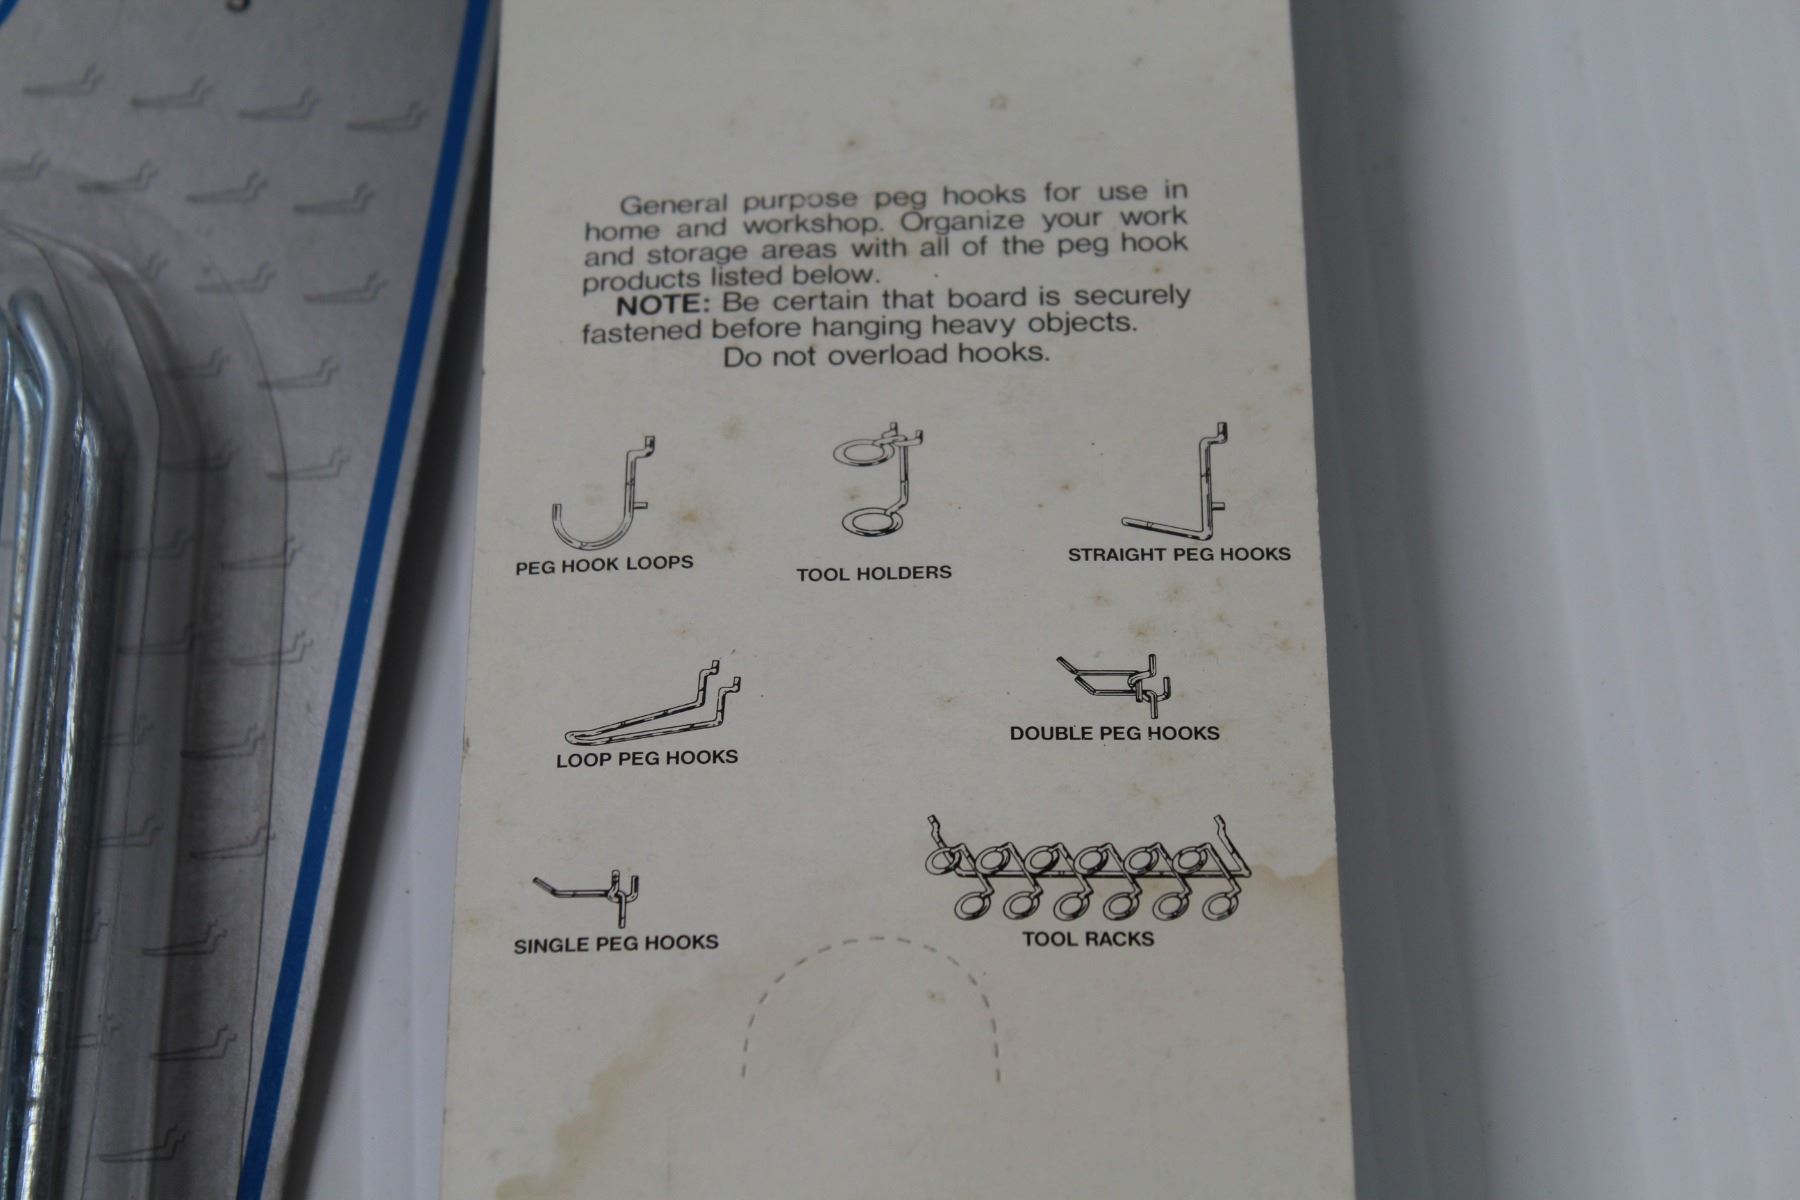 General purpose peg hooks for use in
home and workshop. Organize your work
and storage areas with all of the peg hook
products listed below.
NOTE: Be certain that board is securely
fastened before hanging heavy objects.
Do not overload hooks.
PEG HOOK LOOPS
TOOL HOLDERS
STRAIGHT PEG HOOKS
LOOP PEG HOOKS
DOUBLE PEG HOOKS
SINGLE PEG HOOKS
TOOL RACKS